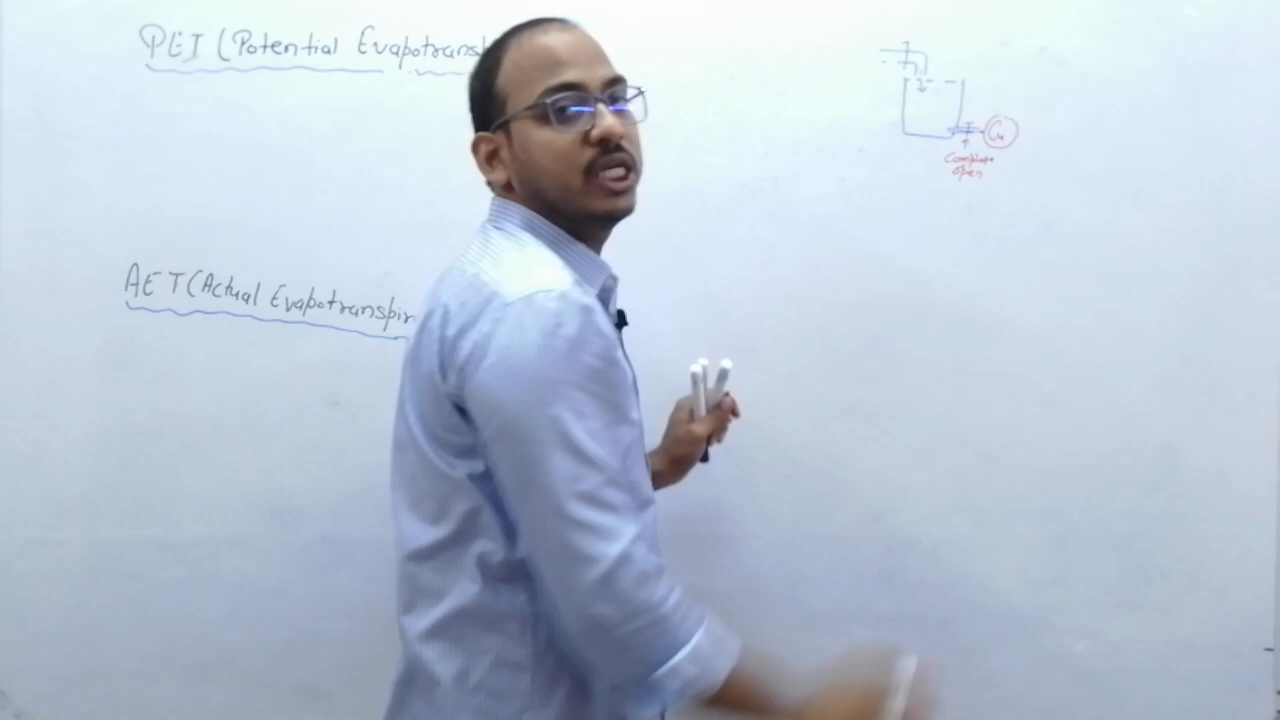 PET (Potential Evapotransp
AET (Actual Evapotranspir
Complete
open